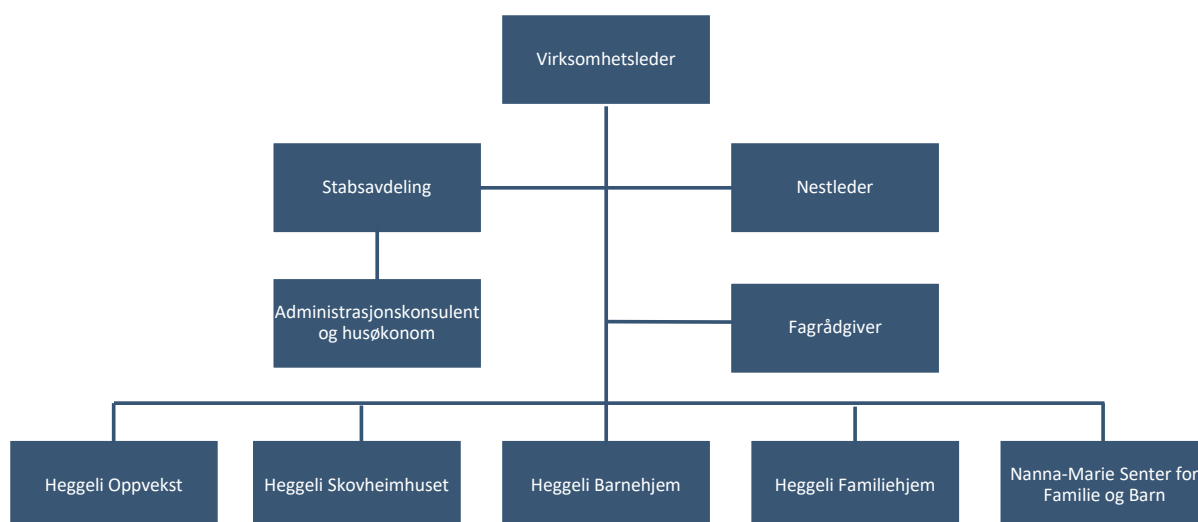 Virksomhetsleder
Stabsavdeling
Nestleder
Administrasjonskonsulent
og husøkonom
Fagrådgiver
Heggeli Oppvekst
Heggeli Skovheimhuset
Heggeli Barnehjem
Heggeli Familiehjem
Nanna-Marie Senter for
Familie og Barn